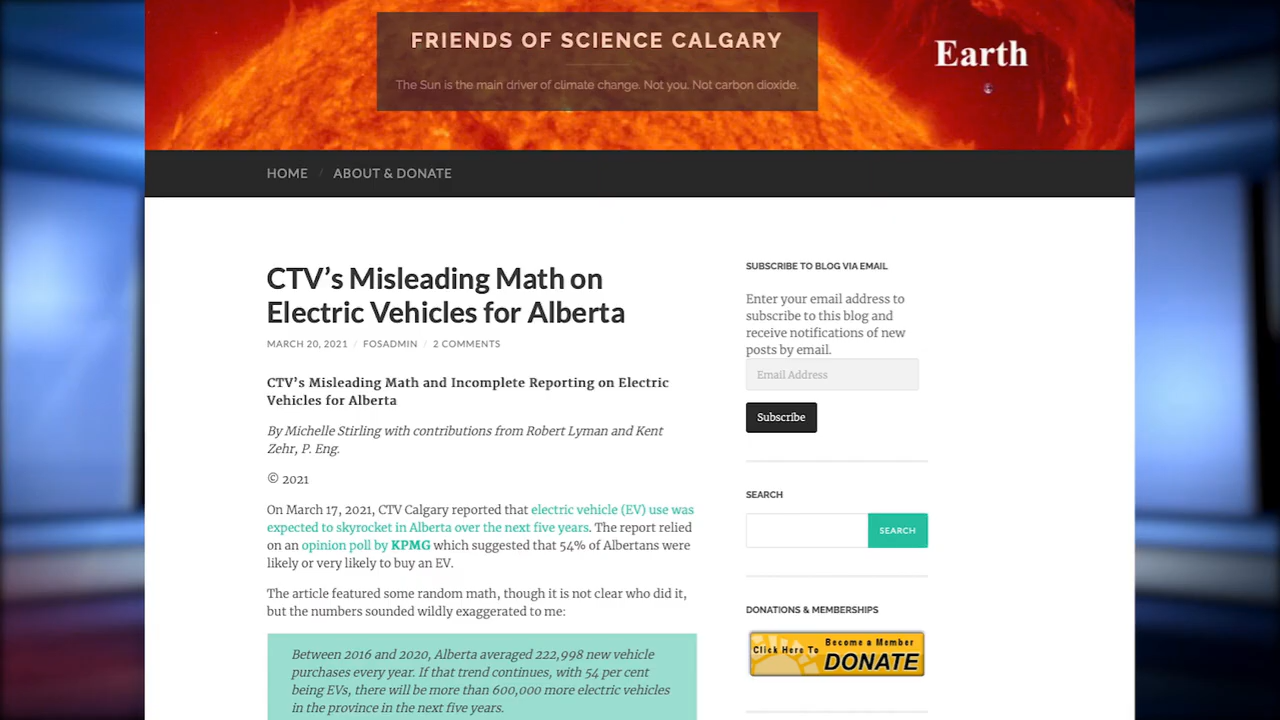 FRIENDS OF SCIENCE CALGARY
The Sun is the main driver of climate change. Not you. Not carbon dioxide.
Earth
HOME / ABOUT & DONATE
CTV’s Misleading Math on
Electric Vehicles for Alberta
MARCH 20, 2021 / FOSADMIN / 2 COMMENTS
CTV’s Misleading Math and Incomplete Reporting on Electric
Vehicles for Alberta
By Michelle Stirling with contributions from Robert Lyman and Kent
Zehr, P. Eng.
© 2021
On March 17, 2021, CTV Calgary reported that electric vehicle (EV) use was
expected to skyrocket in Alberta over the next five years. The report relied
on an opinion poll by KPMG which suggested that 54% of Albertans were
likely or very likely to buy an EV.
The article featured some random math, though it is not clear who did it,
but the numbers sounded wildly exaggerated to me:
Between 2016 and 2020, Alberta averaged 222,998 new vehicle
purchases every year. If that trend continues, with 54 per cent
being EVs, there will be more than 600,000 more electric vehicles
in the province in the next five years.
SUBSCRIBE TO BLOG VIA EMAIL
Enter your email address to
subscribe to this blog and
receive notifications of new
posts by email.
Email Address
Subscribe
SEARCH
SEARCH
DONATIONS & MEMBERSHIPS
Become a Member
Click Here To DONATE